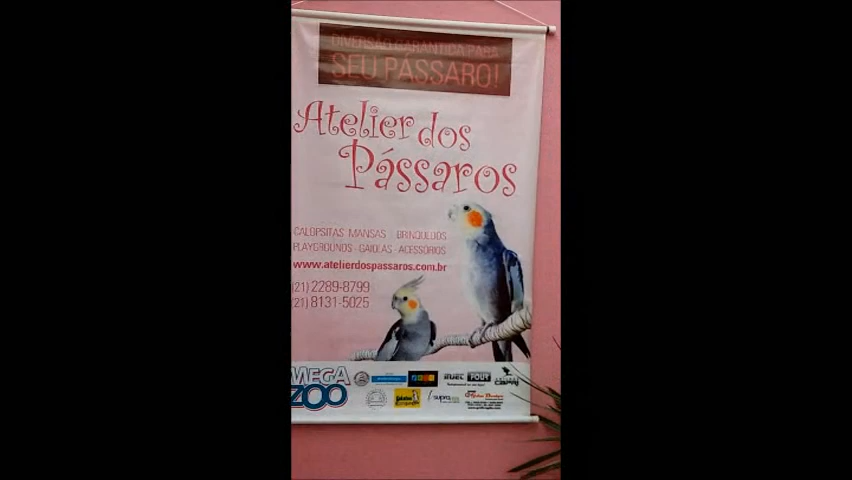 DIVERSÃO GARANTIDA PARA
SEU PÁSSARO!
Atelier dos
Pássaros
CALOPSITAS MANSAS - BRINQUEDOS
PLAYGROUNDS - GAIOLAS - ACESSÓRIOS
www.atelierdospassaros.com.br
(21) 2289-8799
(21) 8131-5025
MEGA
ZOO
supra